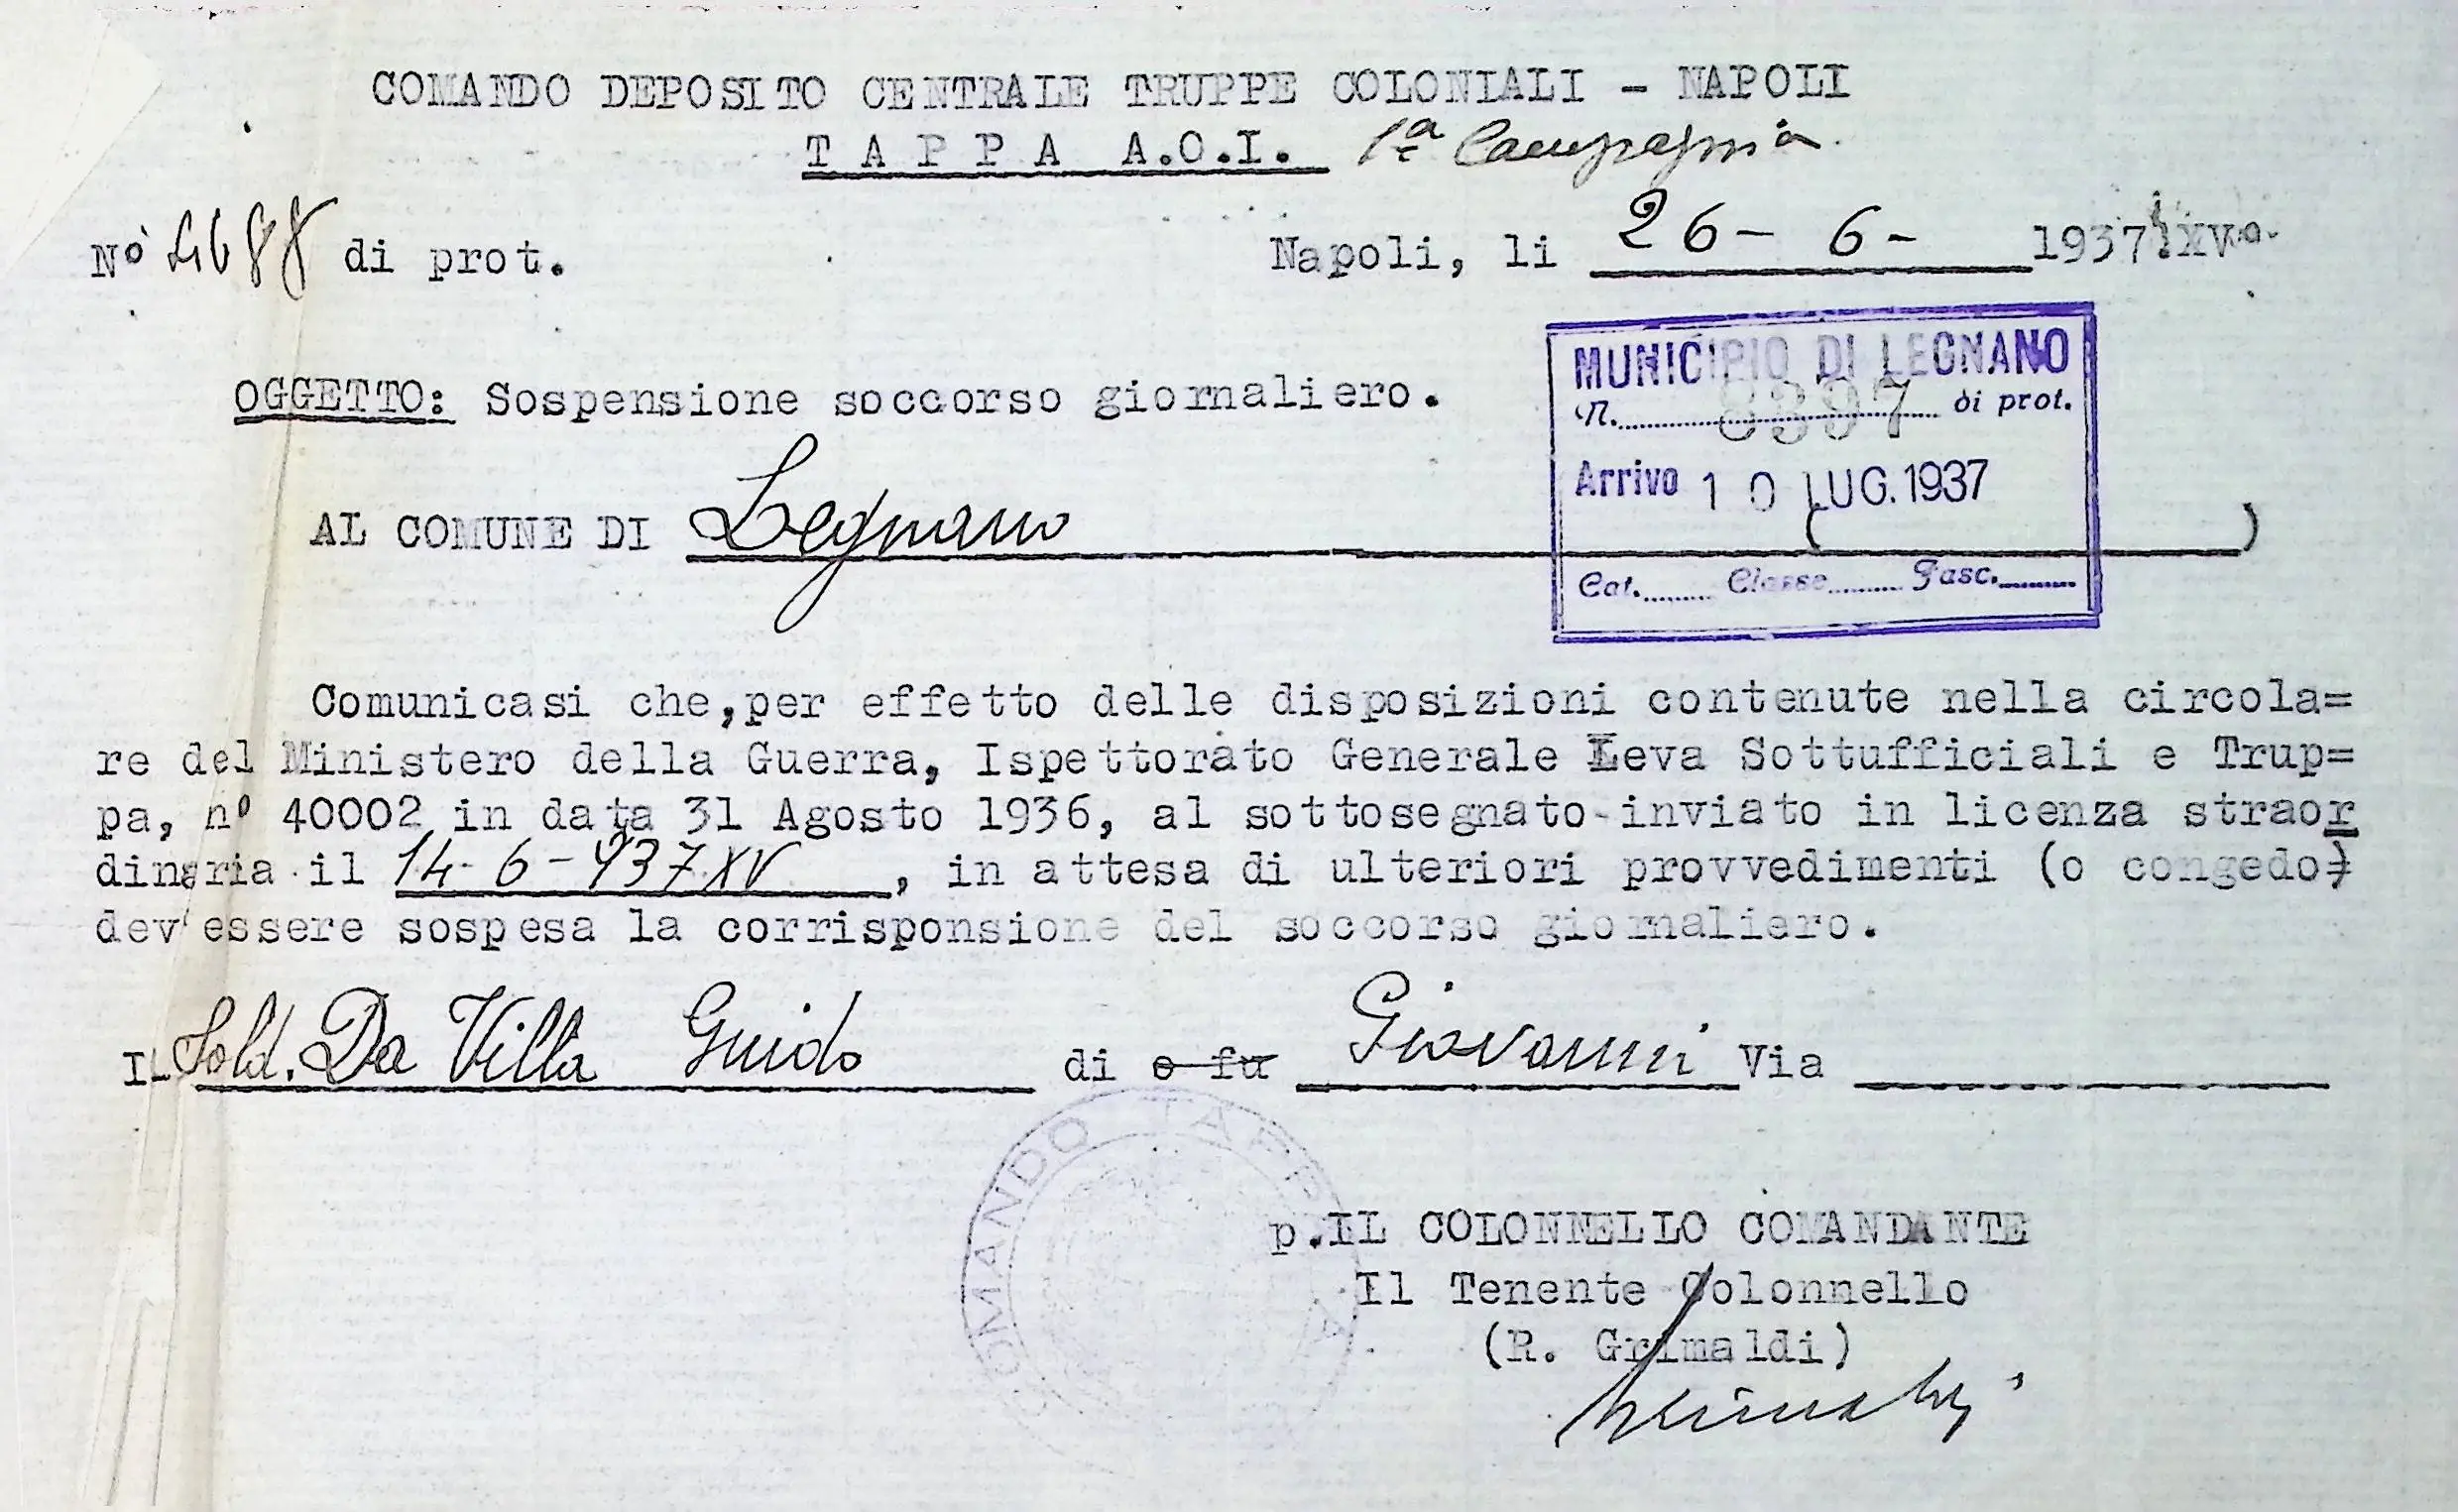 COMANDO DEPOSITO CENTRALE TRUPPE COLONIALI - NAPOLI
TAPPA A.O.I. 1ª Compagnia.
N° 4688 di prot.
Napoli, li 26- 6- 1937 XV°.
MUNICIPIO DI LEGNANO
N. 8397 di prot.
Arrivo 10 LUG. 1937
Cat. Classe Fasc.
OGGETTO: Sospensione soccorso giornaliero.
AL COMUNE DI Legnano ( )
Comunicasi che, per effetto delle disposizioni contenute nella circola=
re del Ministero della Guerra, Ispettorato Generale Leva Sottufficiali e Trup=
pa, n° 40002 in data 31 Agosto 1936, al sottosegnato-inviato in licenza straor
dinaria il 14- 6- 937 XV, in attesa di ulteriori provvedimenti (o congedo)
dev'essere sospesa la corrisponsione del soccorso giornaliero.
IL Sold. Da Villa Guido di o fu Giovanni Via
COMANDO TAPPA
p.IL COLONNELLO COMANDANTE
Il Tenente Colonnello
(R. Grimaldi)